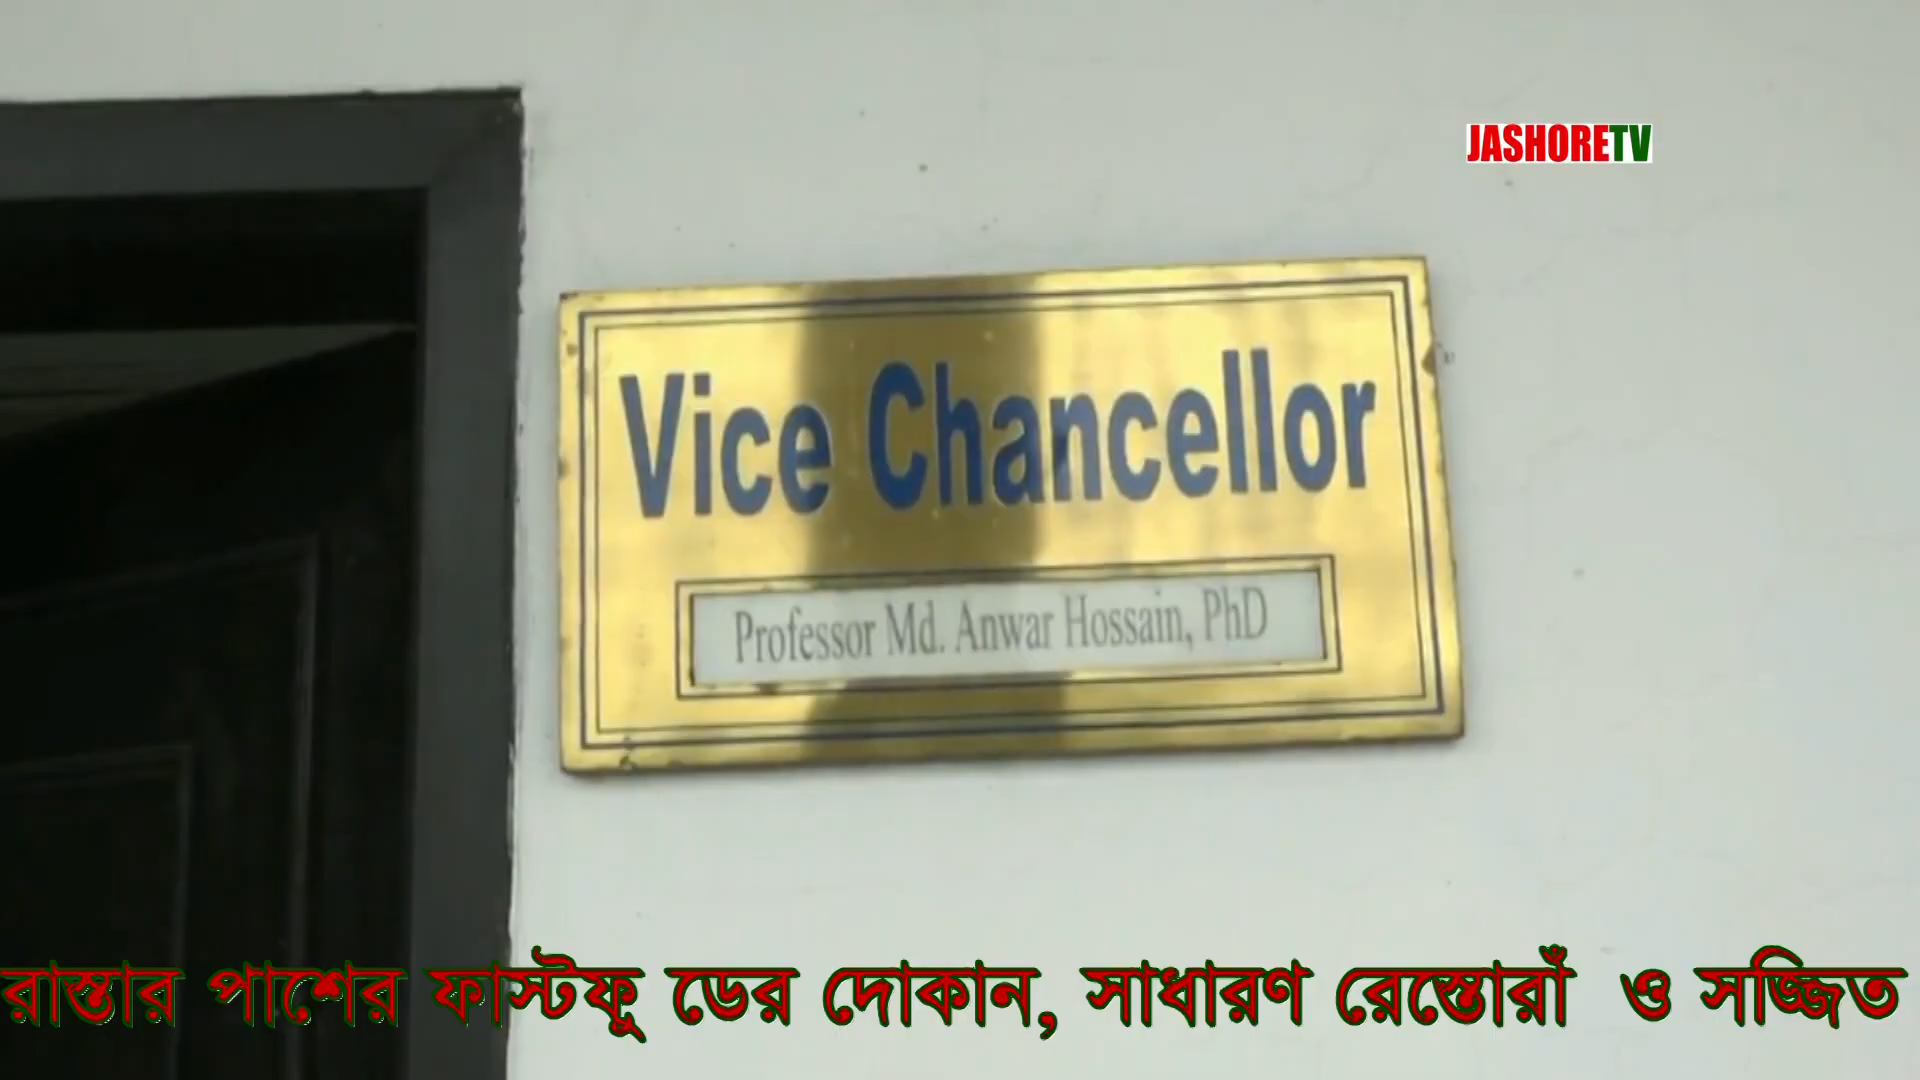 JASHORETV
Vice Chancellor
Professor Md. Anwar Hossain, PhD
রাস্তার পাশের ফাস্টফু ডের দোকান, সাধারণ রেস্তোরাঁ ও সজ্জিত